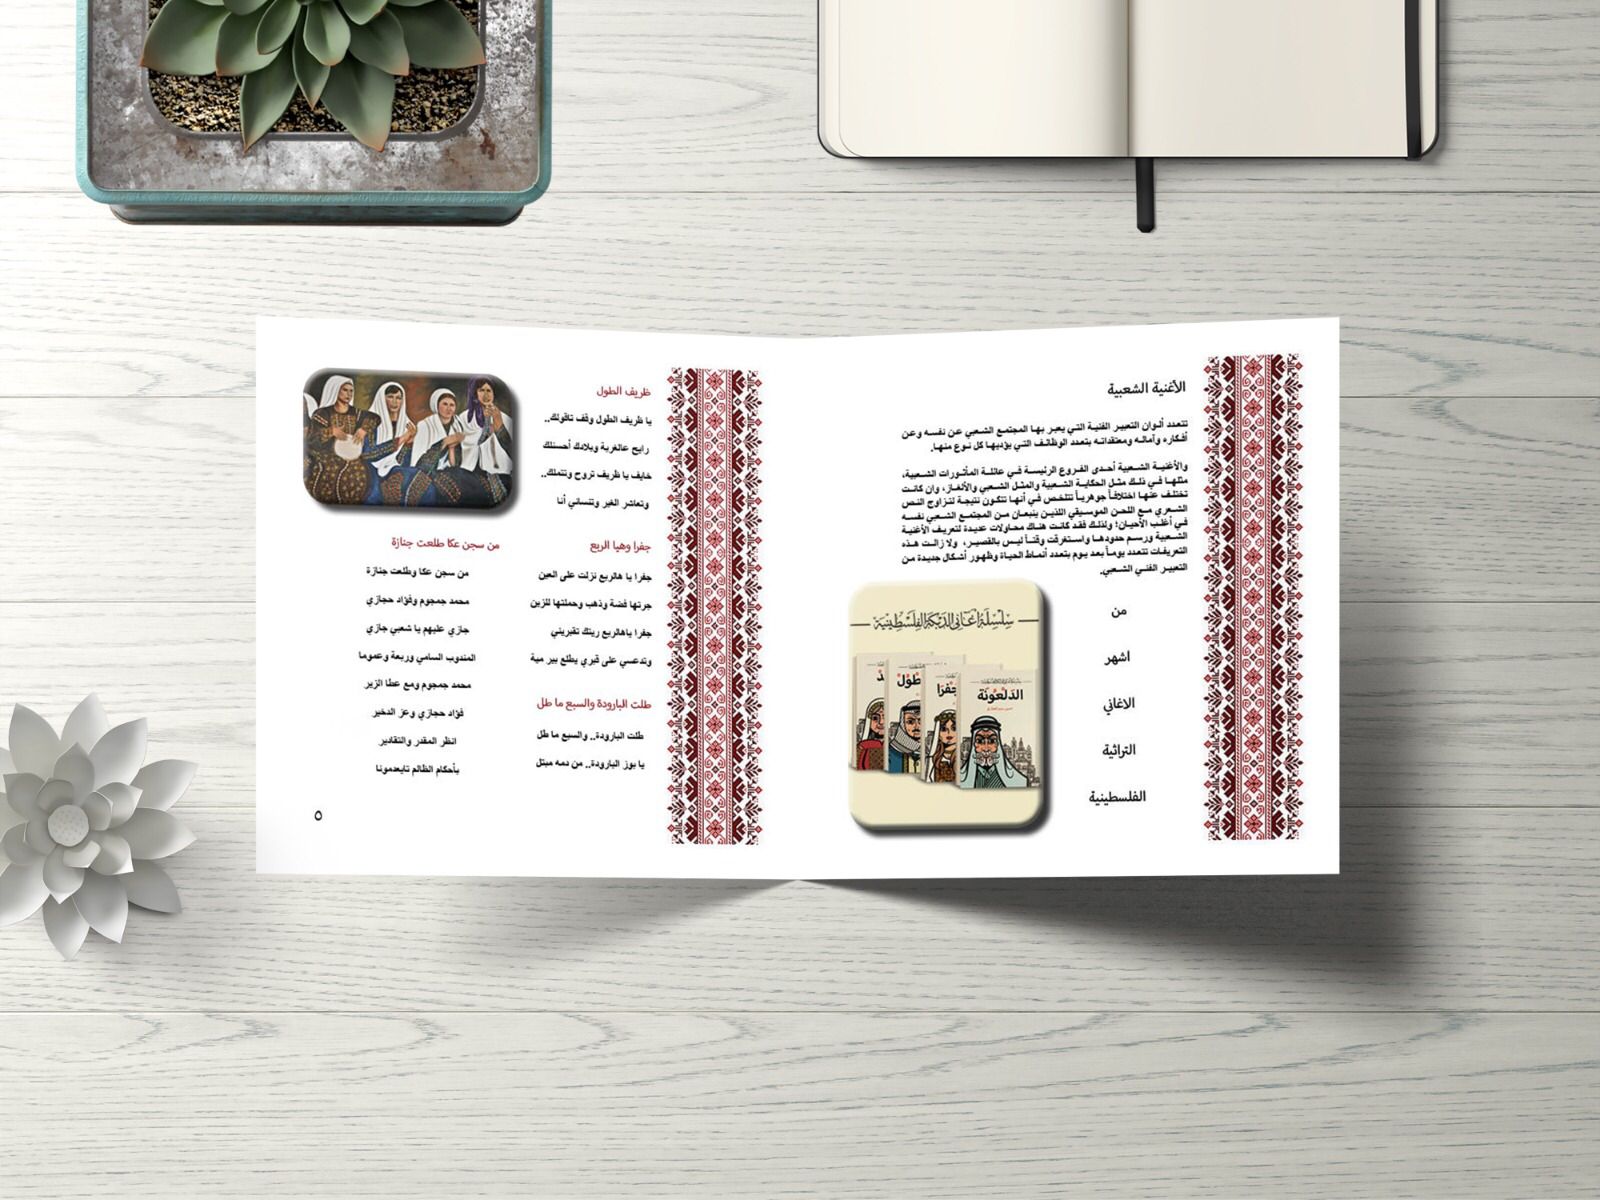 الأغنية الشعبية
تتعدد ألوان التعبير الفنية التي يعبر بها المجتمع الشعبي عن نفسه وعن
أفكاره وآماله ومعتقداته بتعدد الوظائف التي يؤديها كل نوع منها.
والأغنية الشعبية أحدى الفروع الرئيسة في عائلة المأثورات الشعبية،
مثلها في ذلك مثل الحكاية الشعبية والمثل الشعبي والألغاز، وان كانت
تختلف عنها اختلافاً جوهرياً تتلخص في أنها تتكون نتيجة لتزاوج النص
الشعري مع اللحن الموسيقي اللذين ينبعان من المجتمع الشعبي نفسه
في أغلب الأحيان؛ ولذلك فقد كانت هناك محاولات عديدة لتعريف الأغنية
الشعبية ورسم حدودها واستغرقت وقتاً ليس بالقصير، ولا زالت هذه
التعريفات تتعدد يوماً بعد يوم بتعدد أنماط الحياة وظهور أشكال جديدة من
التعبير الفني الشعبي.
من
اشهر
الاغاني
التراثية
الفلسطينية
سلسلة أغاني الدبكة الفلسطينية
طول
جفرا
الدلعونة
ظريف الطول
يا ظريف الطول وقف تاقولك..
رايح عالغربة وبلادك أحسنلك
خايف يا ظريف تروح وتتملك..
وتعاشر الغير وتنساني أنا
جفرا وهيا الربع
جفرا يا هالربع نزلت على العين
جرتها فضة وذهب وحملتها للزين
جفرا ياهالربع ريتك تقبريني
وتدعسي على قبري يطلع بير مية
طلت البارودة والسبع ما طل
طلت البارودة.. والسبع ما طل
يا بوز البارودة.. من دمه مبتل
من سجن عكا طلعت جنازة
من سجن عكا وطلعت جنازة
محمد جمجوم وفؤاد حجازي
جازي عليهم يا شعبي جازي
المندوب السامي وربعة وعموما
محمد جمجوم ومع عطا الزير
فؤاد حجازي وعز الدخير
انظر المقدر والتقادير
بأحكام الظالم تايعدمونا
٥